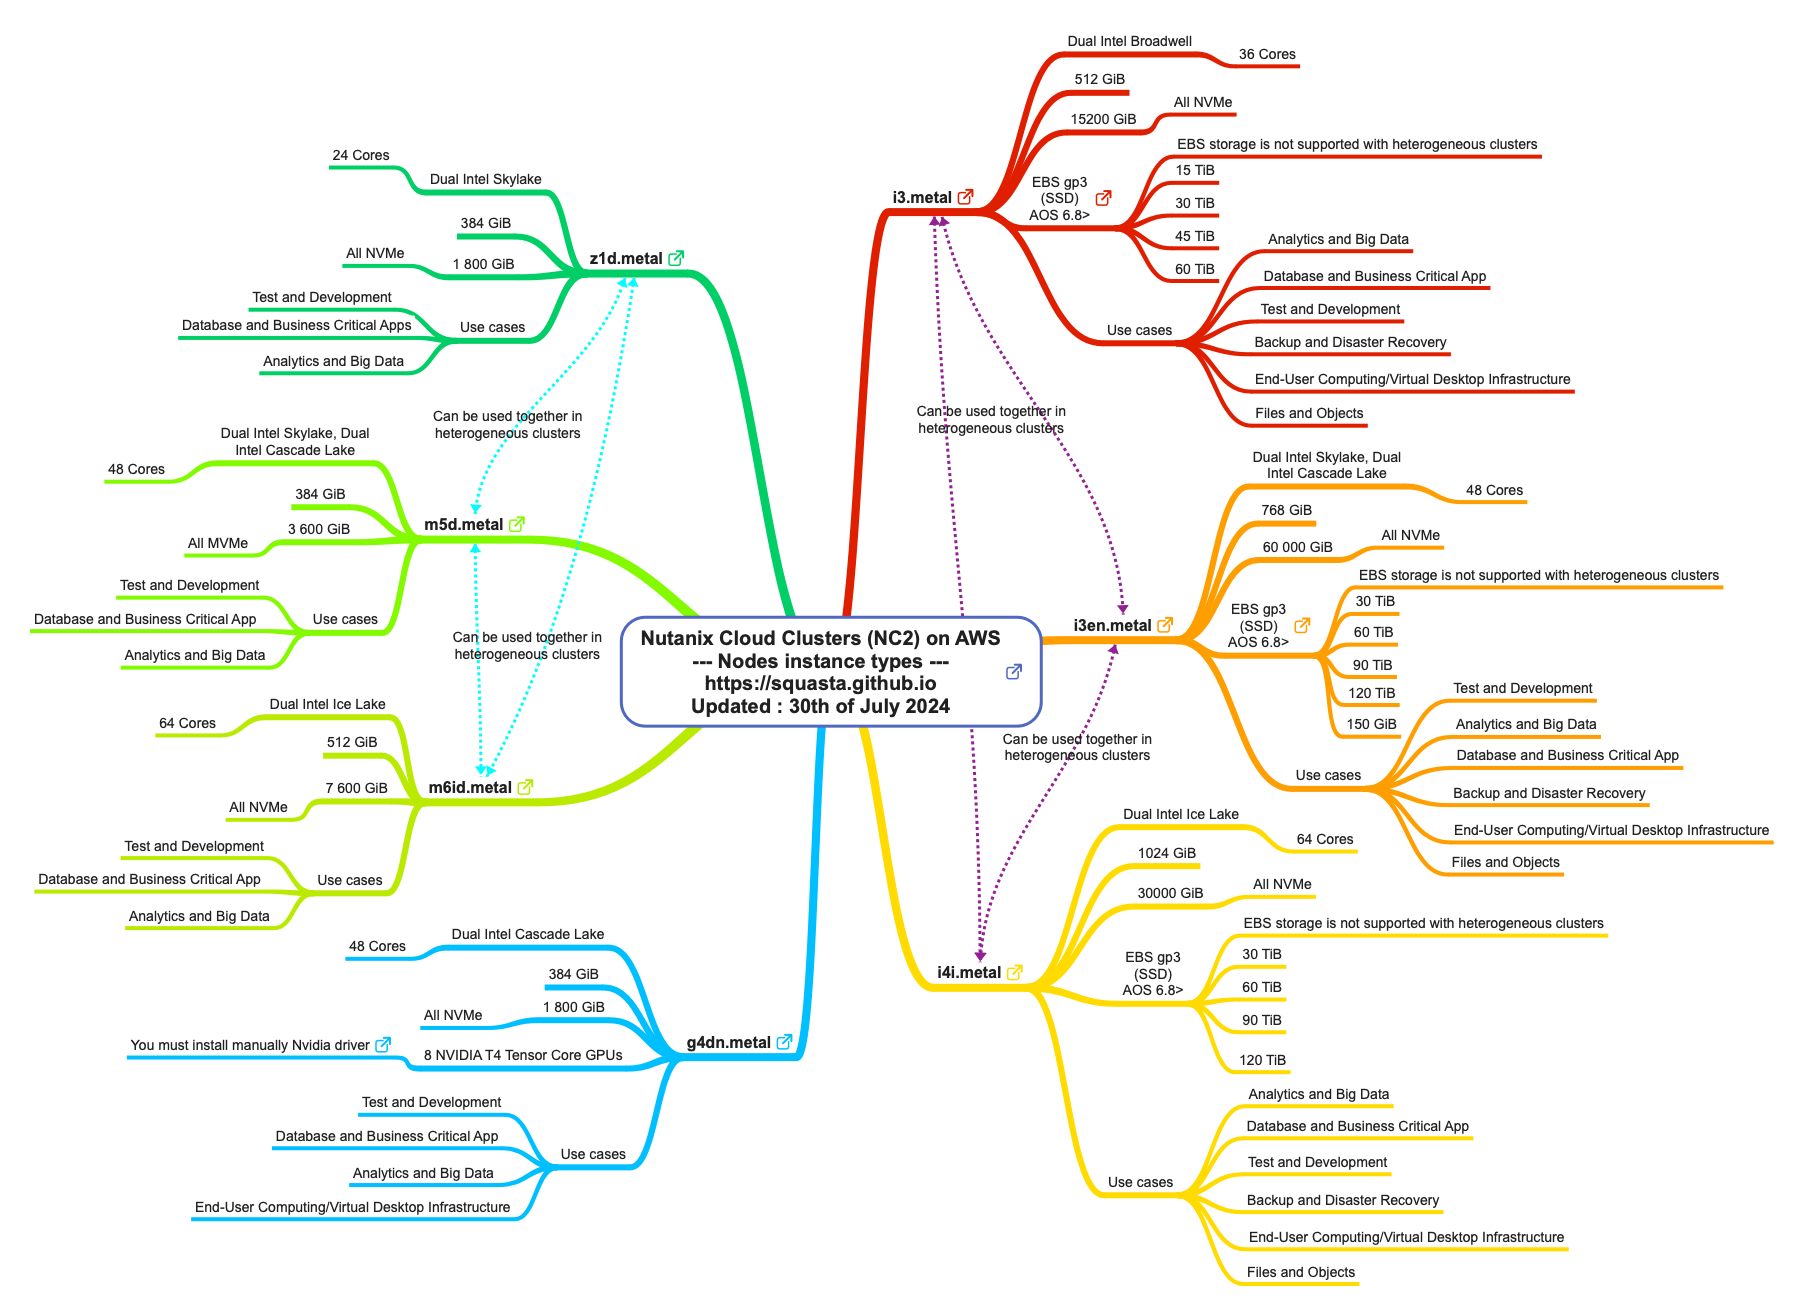 Nutanix Cloud Clusters (NC2) on AWS
--- Nodes instance types ---
https://squasta.github.io
Updated : 30th of July 2024
i3.metal
Dual Intel Broadwell
36 Cores
512 GiB
15200 GiB
All NVMe
EBS gp3
(SSD)
AOS 6.8>
EBS storage is not supported with heterogeneous clusters
15 TiB
30 TiB
45 TiB
60 TiB
Use cases
Analytics and Big Data
Database and Business Critical App
Test and Development
Backup and Disaster Recovery
End-User Computing/Virtual Desktop Infrastructure
Files and Objects
Can be used together in
heterogeneous clusters
i3en.metal
Dual Intel Skylake, Dual
Intel Cascade Lake
48 Cores
768 GiB
60 000 GiB
All NVMe
EBS gp3
(SSD)
AOS 6.8>
EBS storage is not supported with heterogeneous clusters
30 TiB
60 TiB
90 TiB
120 TiB
150 GiB
Use cases
Test and Development
Analytics and Big Data
Database and Business Critical App
Backup and Disaster Recovery
End-User Computing/Virtual Desktop Infrastructure
Files and Objects
Can be used together in
heterogeneous clusters
i4i.metal
Dual Intel Ice Lake
64 Cores
1024 GiB
30000 GiB
All NVMe
EBS gp3
(SSD)
AOS 6.8>
EBS storage is not supported with heterogeneous clusters
30 TiB
60 TiB
90 TiB
120 TiB
Use cases
Analytics and Big Data
Database and Business Critical App
Test and Development
Backup and Disaster Recovery
End-User Computing/Virtual Desktop Infrastructure
Files and Objects
z1d.metal
Dual Intel Skylake
24 Cores
384 GiB
1 800 GiB
All NVMe
Use cases
Test and Development
Database and Business Critical Apps
Analytics and Big Data
Can be used together in
heterogeneous clusters
m5d.metal
Dual Intel Skylake, Dual
Intel Cascade Lake
48 Cores
384 GiB
3 600 GiB
All MVMe
Use cases
Test and Development
Database and Business Critical App
Analytics and Big Data
Can be used together in
heterogeneous clusters
m6id.metal
Dual Intel Ice Lake
64 Cores
512 GiB
7 600 GiB
All NVMe
Use cases
Test and Development
Database and Business Critical App
Analytics and Big Data
g4dn.metal
Dual Intel Cascade Lake
48 Cores
384 GiB
1 800 GiB
All NVMe
8 NVIDIA T4 Tensor Core GPUs
You must install manually Nvidia driver
Use cases
Test and Development
Database and Business Critical App
Analytics and Big Data
End-User Computing/Virtual Desktop Infrastructure